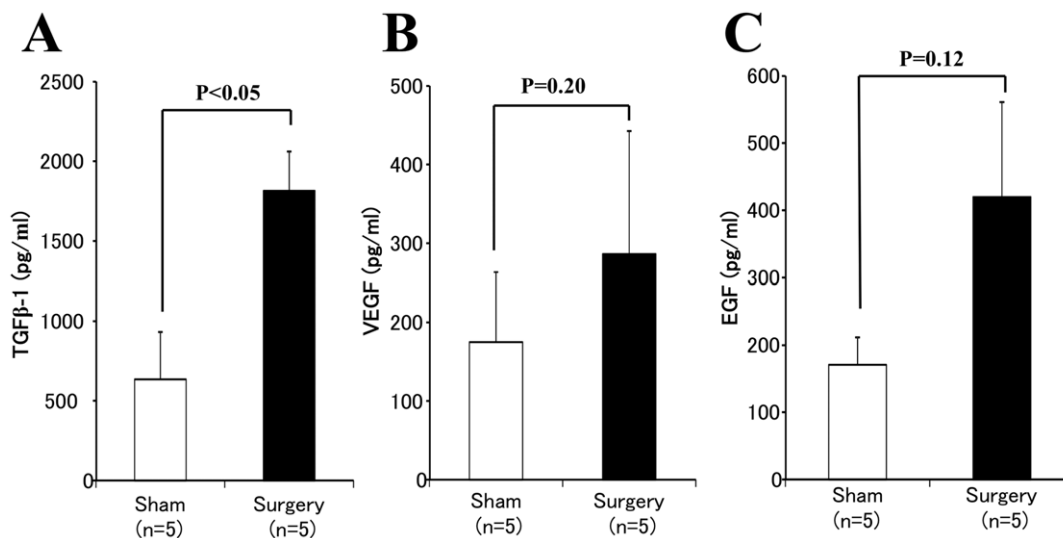 A
P<0.05
TGFβ-1 (pg/ml)
2500
2000
1500
1000
500
0
Sham
(n=5)
Surgery
(n=5)
B
P=0.20
VEGF (pg/ml)
500
400
300
200
100
0
Sham
(n=5)
Surgery
(n=5)
C
P=0.12
EGF (pg/ml)
600
500
400
300
200
100
0
Sham
(n=5)
Surgery
(n=5)